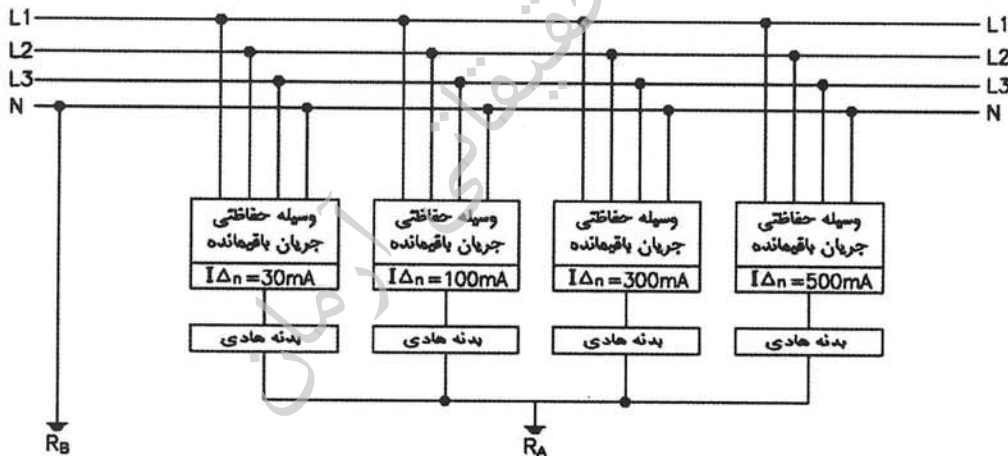 L1 L1
L2 L2
L3 L3
N N
وسیله حفاظتی
جریان باقیمانده
IΔn=30mA
بدنه هادی
وسیله حفاظتی
جریان باقیمانده
IΔn=100mA
بدنه هادی
وسیله حفاظتی
جریان باقیمانده
IΔn=300mA
بدنه هادی
وسیله حفاظتی
جریان باقیمانده
IΔn=500mA
بدنه هادی
RB
RA
آرمان